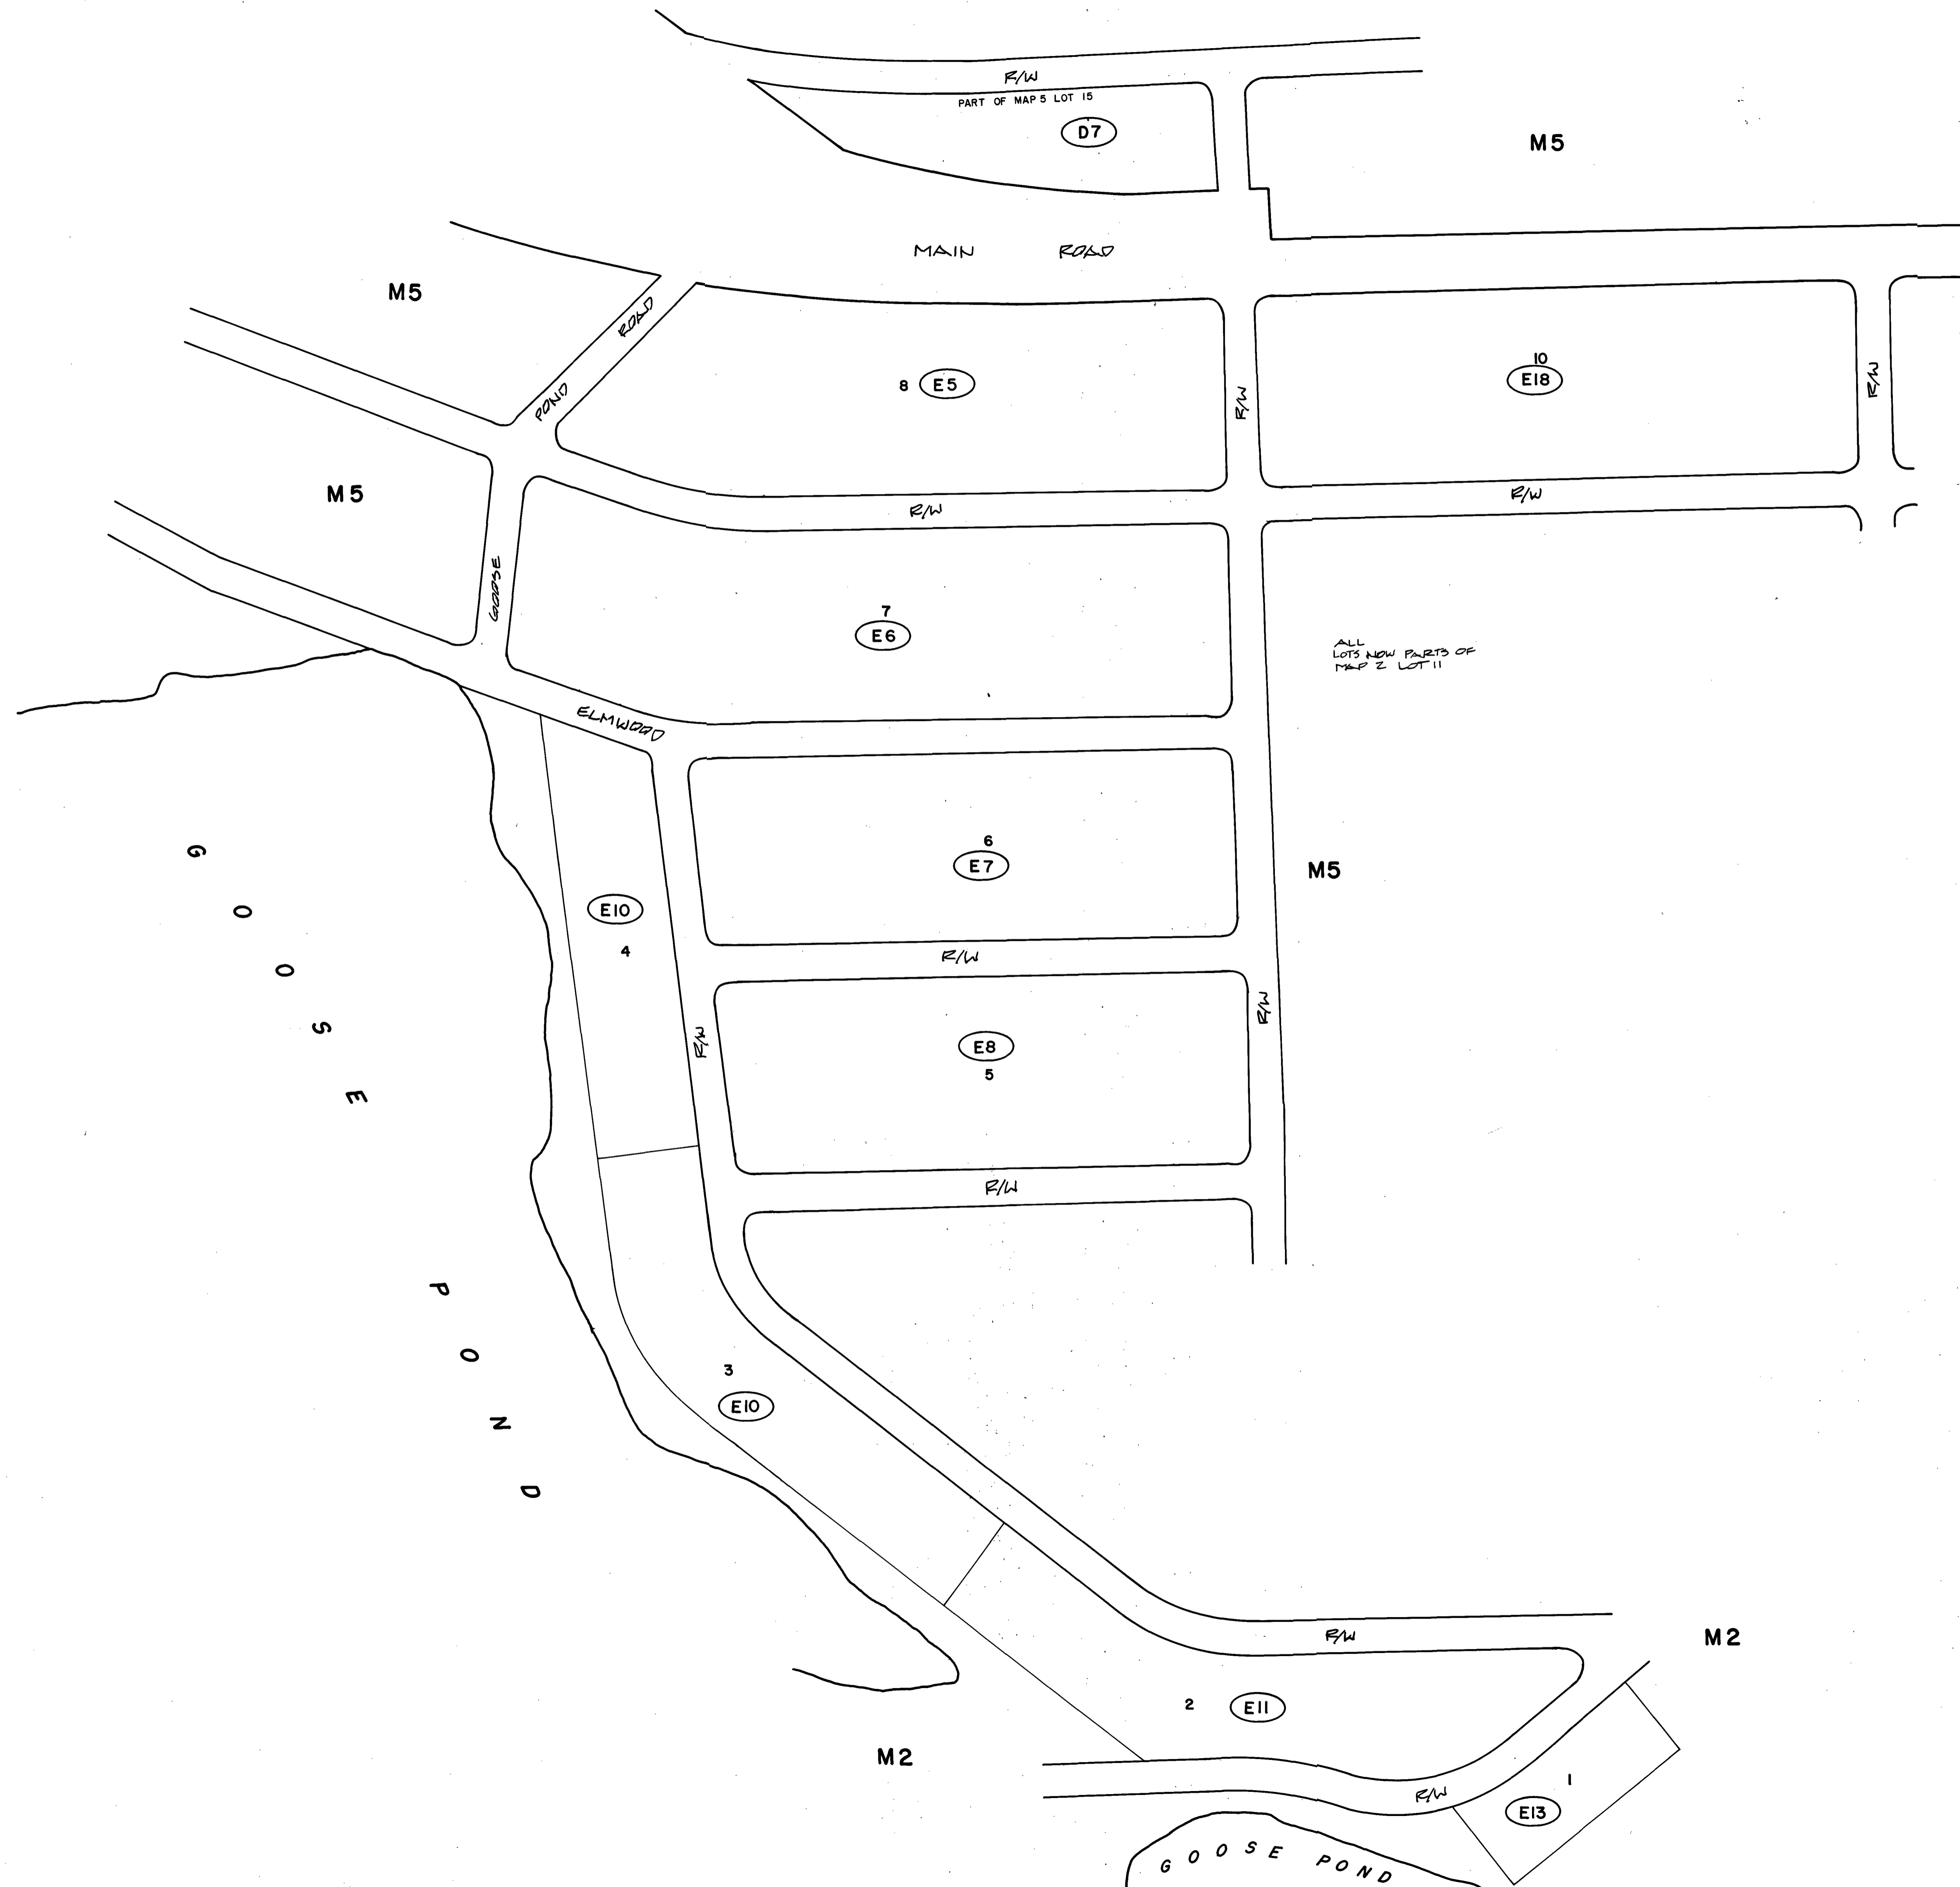 R/W
PART OF MAP 5 LOT 15
D7
M5
MAIN ROAD
M5
POND ROAD
8 E5
10
E18
R/W
R/W
M5
R/W
R/W
GOOSE
7
E6
ALL
LOTS NOW PARTS OF
MAP 2 LOT 11
ELMWOOD
6
E7
M5
E10
4
R/W
R/W
R/W
E8
5
GOOSE POND
R/W
3
E10
R/W
M2
2 E11
M2
R/W
1
E13
GOOSE POND